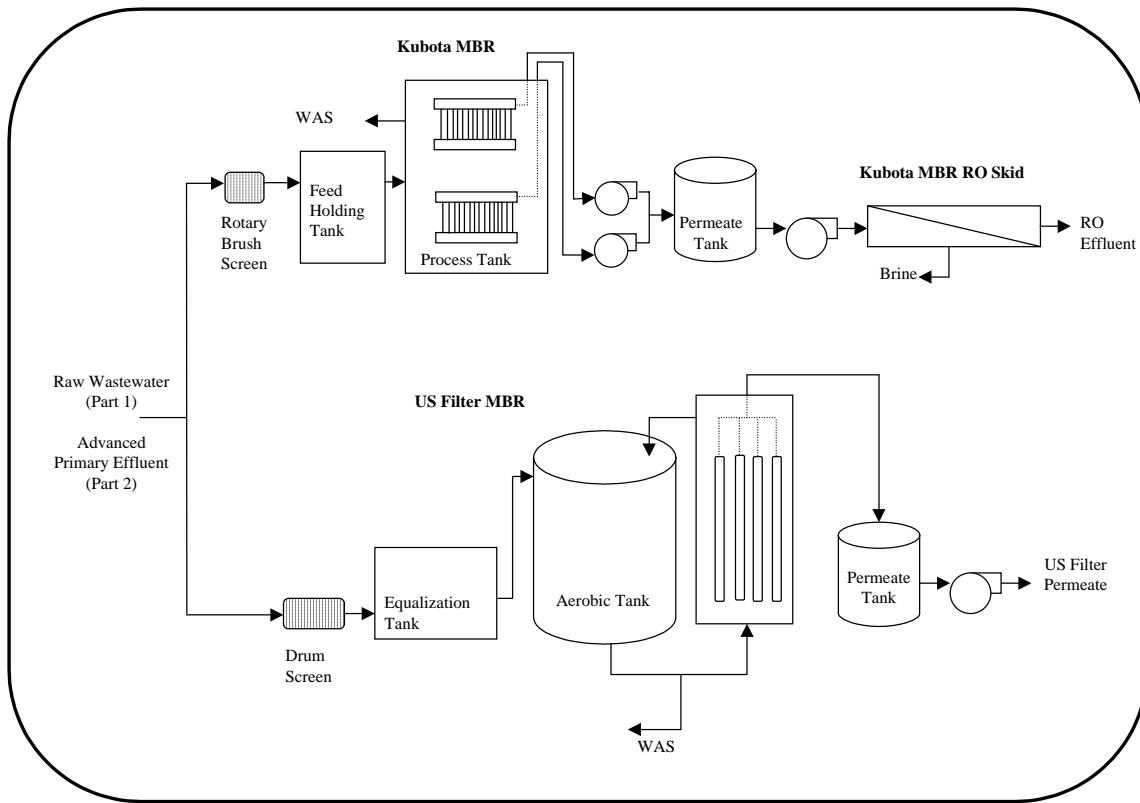 Kubota MBR
WAS
Feed
Holding
Tank
Rotary
Brush
Screen
Process Tank
Permeate
Tank
Kubota MBR RO Skid
RO
Effluent
Brine
Raw Wastewater
(Part 1)
Advanced
Primary Effluent
(Part 2)
US Filter MBR
Drum
Screen
Equalization
Tank
Aerobic Tank
WAS
Permeate
Tank
US Filter
Permeate